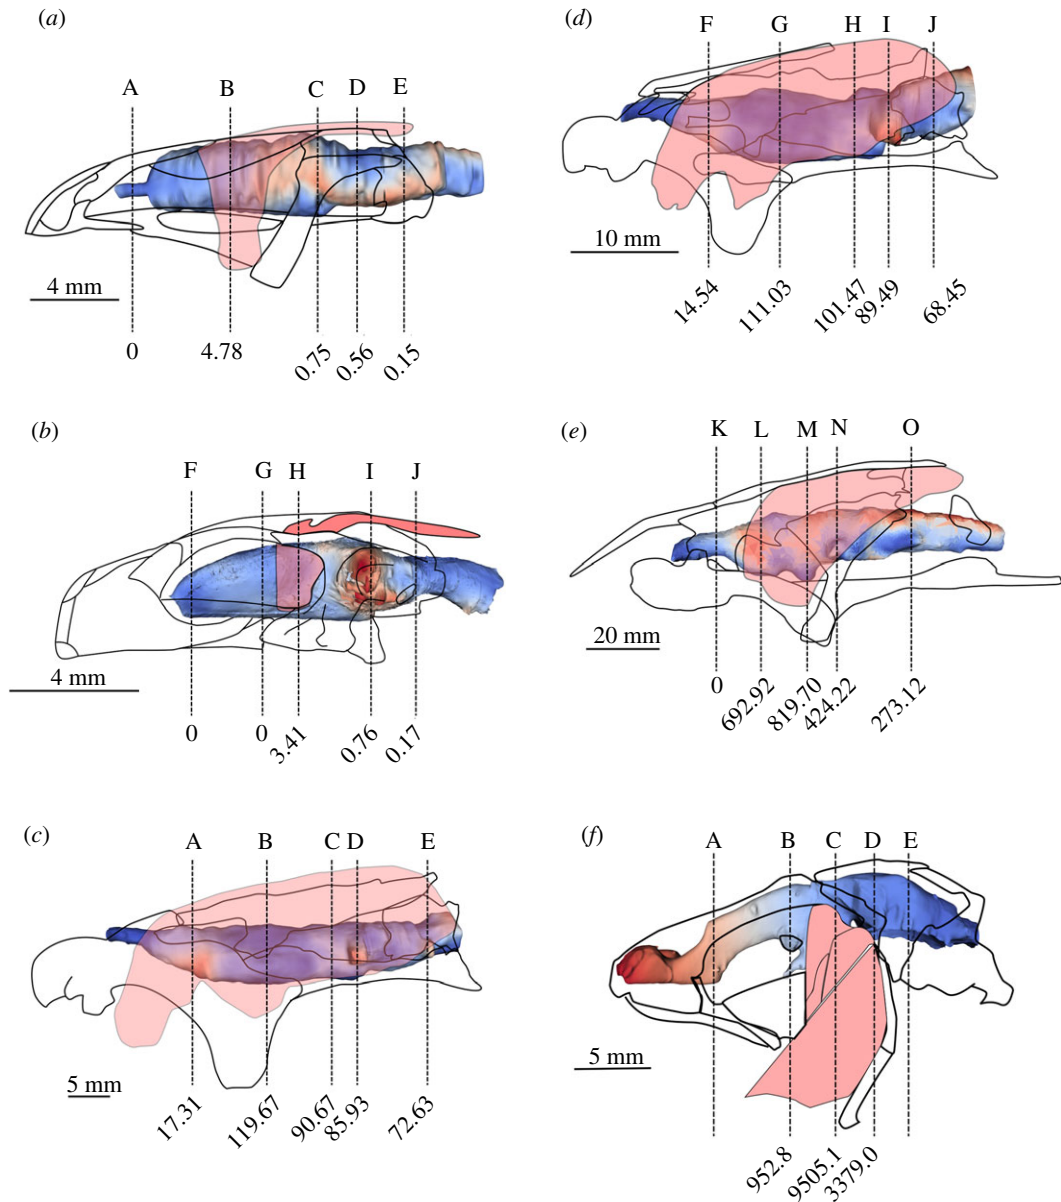 (a)
A B C D E
4 mm
0 4.78 0.75 0.56 0.15
(b)
F G H I J
4 mm
0 0 3.41 0.76 0.17
(c)
A B C D E
5 mm
17.31 119.67 90.67 85.93 72.63
(d)
F G H I J
10 mm
14.54 111.03 101.47 89.49 68.45
(e)
K L M N O
20 mm
0 692.92 819.70 424.22 273.12
(f)
A B C D E
5 mm
952.8 9505.1 3379.0